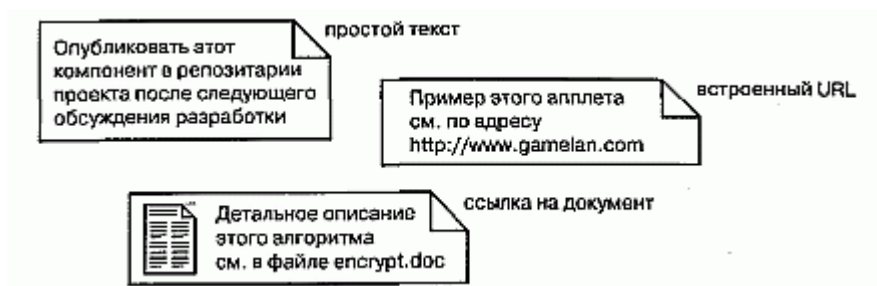 простой текст
Опубликовать этот
компонент в репозитарии
проекта после следующего
обсуждения разработки
встроенный URL
Пример этого апплета
см. по адресу
http://www.gamelan.com
ссылка на документ
Детальное описание
этого алгоритма
см. в файле encrypt.doc